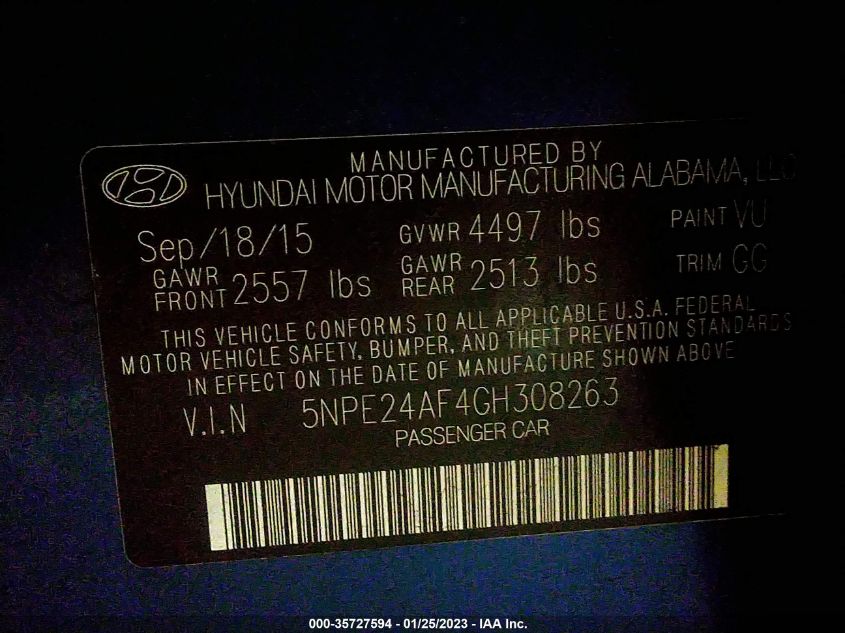 MANUFACTURED BY
HYUNDAI MOTOR MANUFACTURING ALABAMA, LLC
Sep/18/15 GVWR 4497 lbs PAINT VU
GAWR FRONT 2557 lbs GAWR REAR 2513 lbs TRIM GG
THIS VEHICLE CONFORMS TO ALL APPLICABLE U.S.A. FEDERAL
MOTOR VEHICLE SAFETY, BUMPER, AND THEFT PREVENTION STANDARDS
IN EFFECT ON THE DATE OF MANUFACTURE SHOWN ABOVE
V.I.N 5NPE24AF4GH308263
PASSENGER CAR
000-35727594 - 01/25/2023 - IAA Inc.